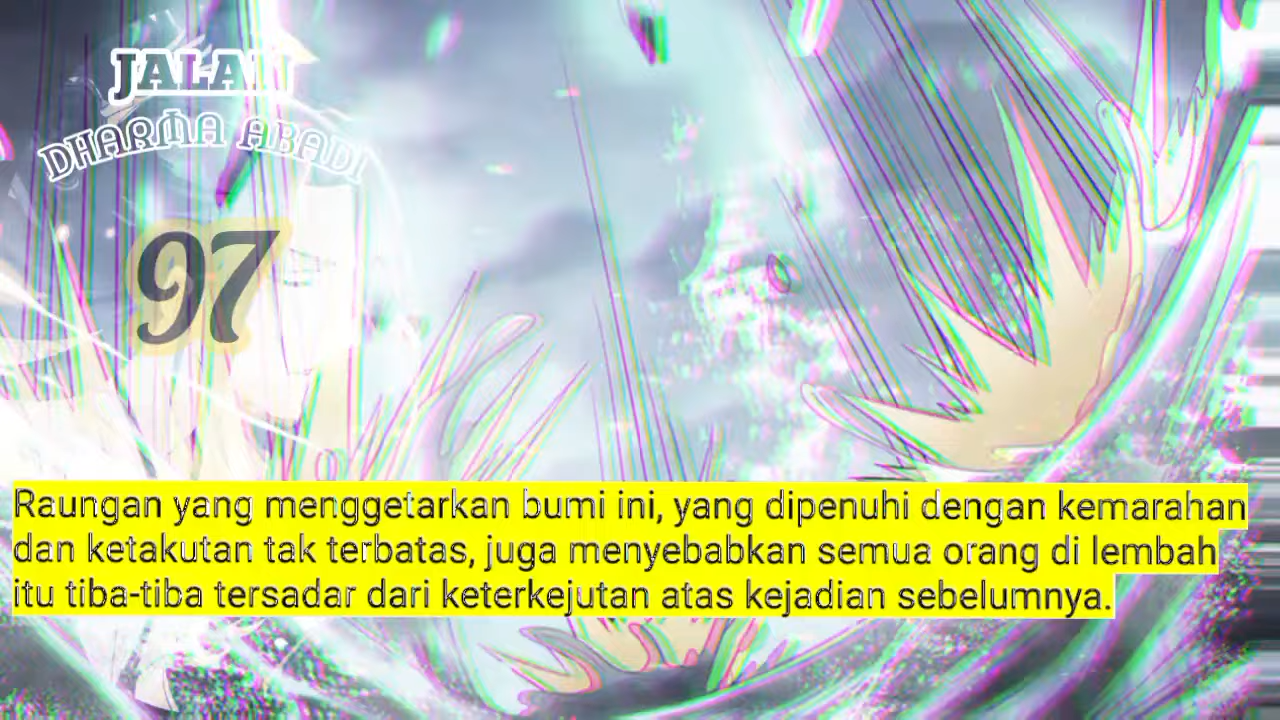 JALAN
DHARMA ABADI
97
Raungan yang menggetarkan bumi ini, yang dipenuhi dengan kemarahan
dan ketakutan tak terbatas, juga menyebabkan semua orang di lembah
itu tiba-tiba tersadar dari keterkejutan atas kejadian sebelumnya.